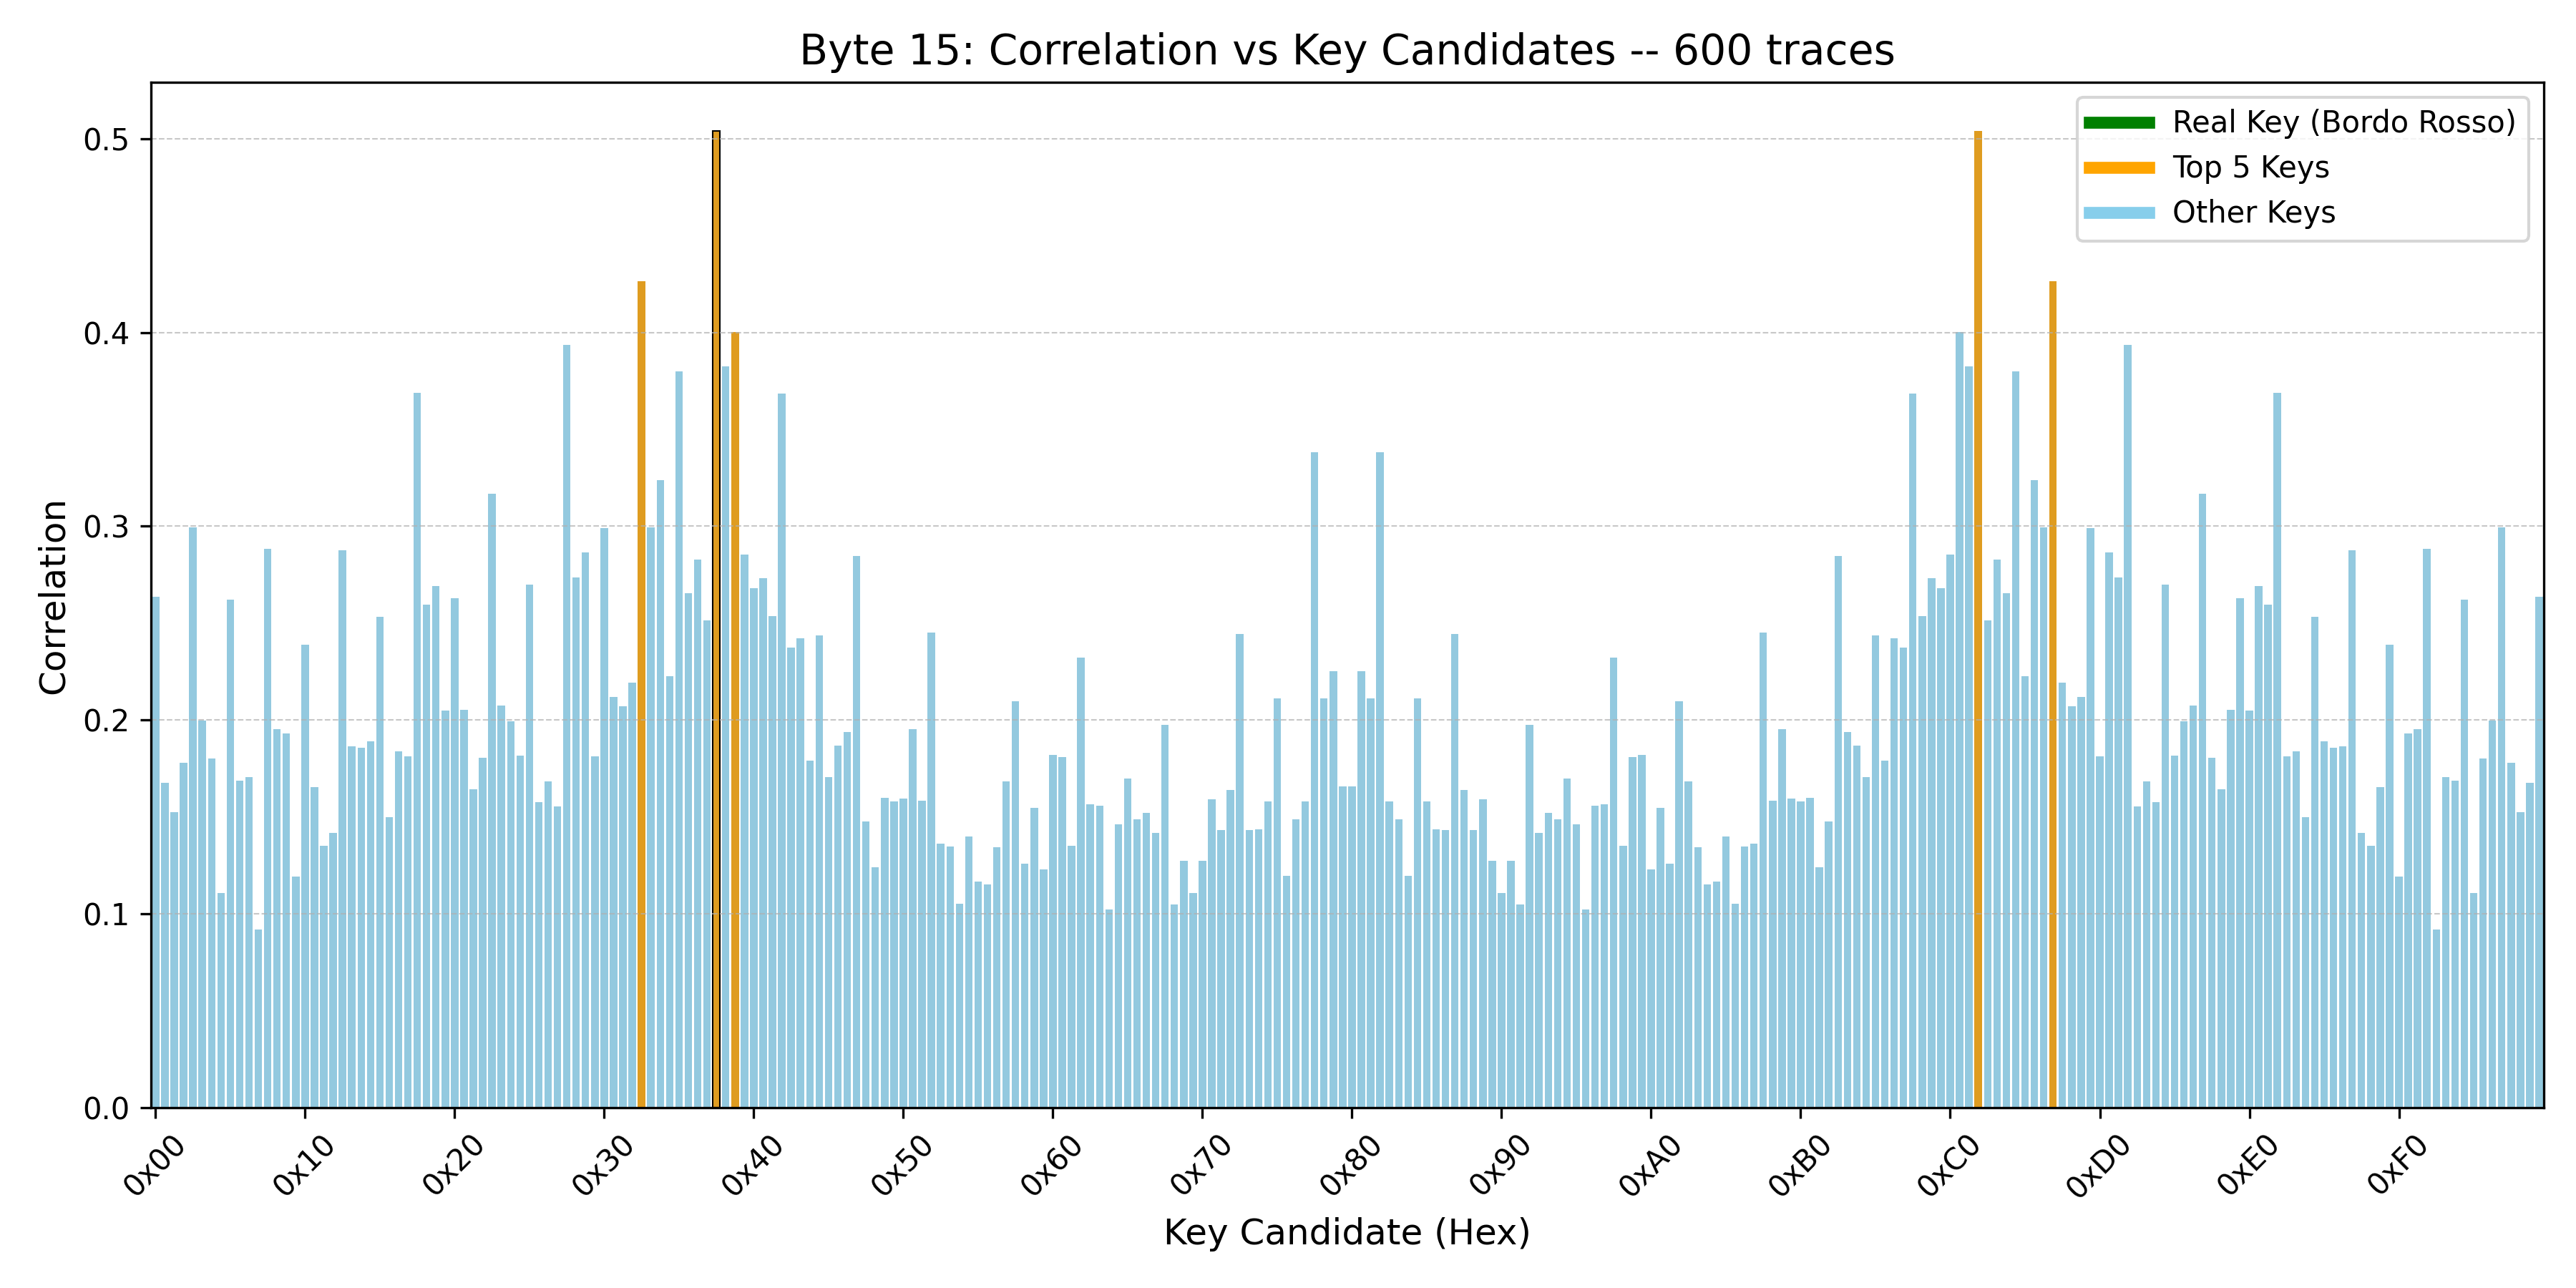 Byte 15: Correlation vs Key Candidates -- 600 traces
Real Key (Bordo Rosso)
Top 5 Keys
Other Keys
Correlation
0.5
0.4
0.3
0.2
0.1
0.0
0x00 0x10 0x20 0x30 0x40 0x50 0x60 0x70 0x80 0x90 0xA0 0xB0 0xC0 0xD0 0xE0 0xF0
Key Candidate (Hex)